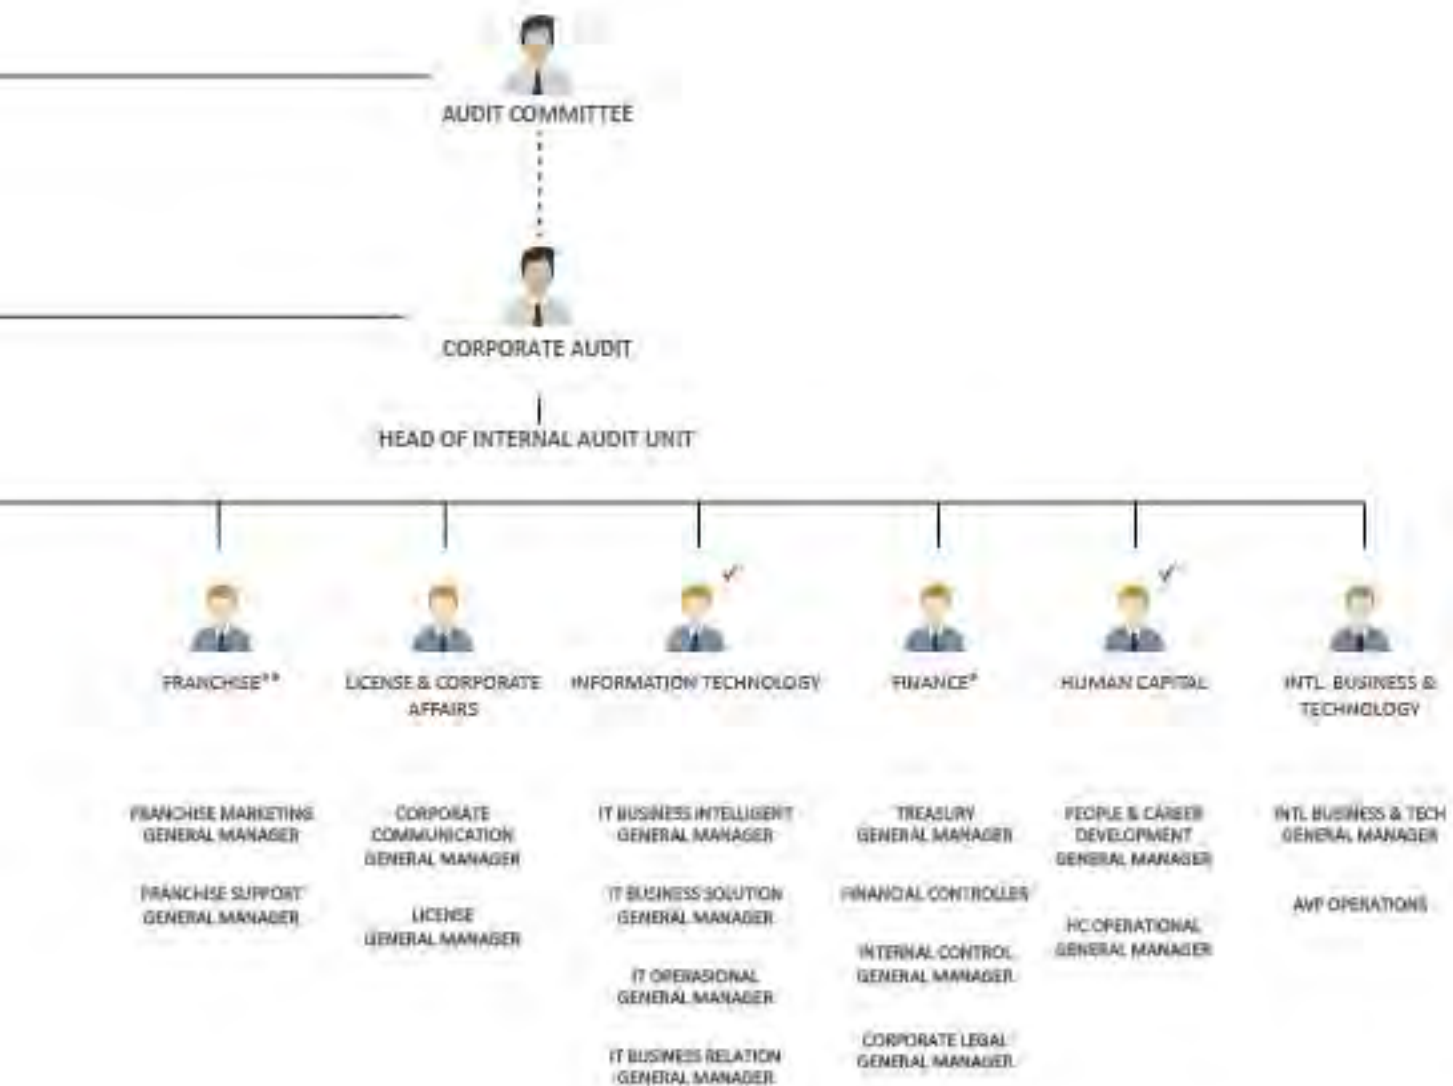 AUDIT COMMITTEE
CORPORATE AUDIT
HEAD OF INTERNAL AUDIT UNIT
FRANCHISE**
LICENSE & CORPORATE
AFFAIRS
INFORMATION TECHNOLOGY
FINANCE*
HUMAN CAPITAL
INTL. BUSINESS &
TECHNOLOGY
FRANCHISE MARKETING
GENERAL MANAGER
FRANCHISE SUPPORT
GENERAL MANAGER
CORPORATE
COMMUNICATION
GENERAL MANAGER
LICENSE
GENERAL MANAGER
IT BUSINESS INTELLIGENT
GENERAL MANAGER
IT BUSINESS SOLUTION
GENERAL MANAGER
IT OPERASIONAL
GENERAL MANAGER
IT BUSINESS RELATION
GENERAL MANAGER
TREASURY
GENERAL MANAGER
FINANCIAL CONTROLLER
INTERNAL CONTROL
GENERAL MANAGER
CORPORATE LEGAL
GENERAL MANAGER
PEOPLE & CAREER
DEVELOPMENT
GENERAL MANAGER
HC OPERATIONAL
GENERAL MANAGER
INTL BUSINESS & TECH
GENERAL MANAGER
AVP OPERATIONS